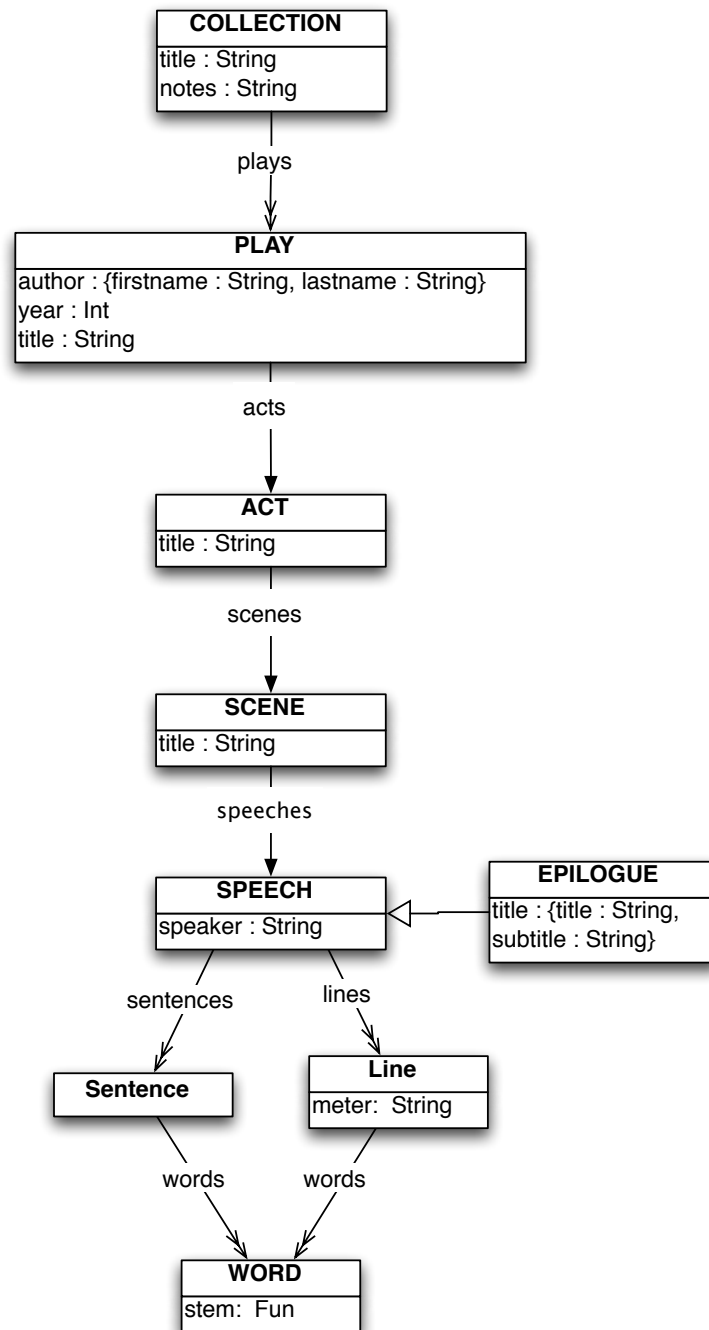 COLLECTION
title : String
notes : String
plays
PLAY
author : {firstname : String, lastname : String}
year : Int
title : String
acts
ACT
title : String
scenes
SCENE
title : String
speeches
SPEECH
speaker : String
EPILOGUE
title : {title : String,
subtitle : String}
sentences
lines
Sentence
Line
meter: String
words
words
WORD
stem: Fun